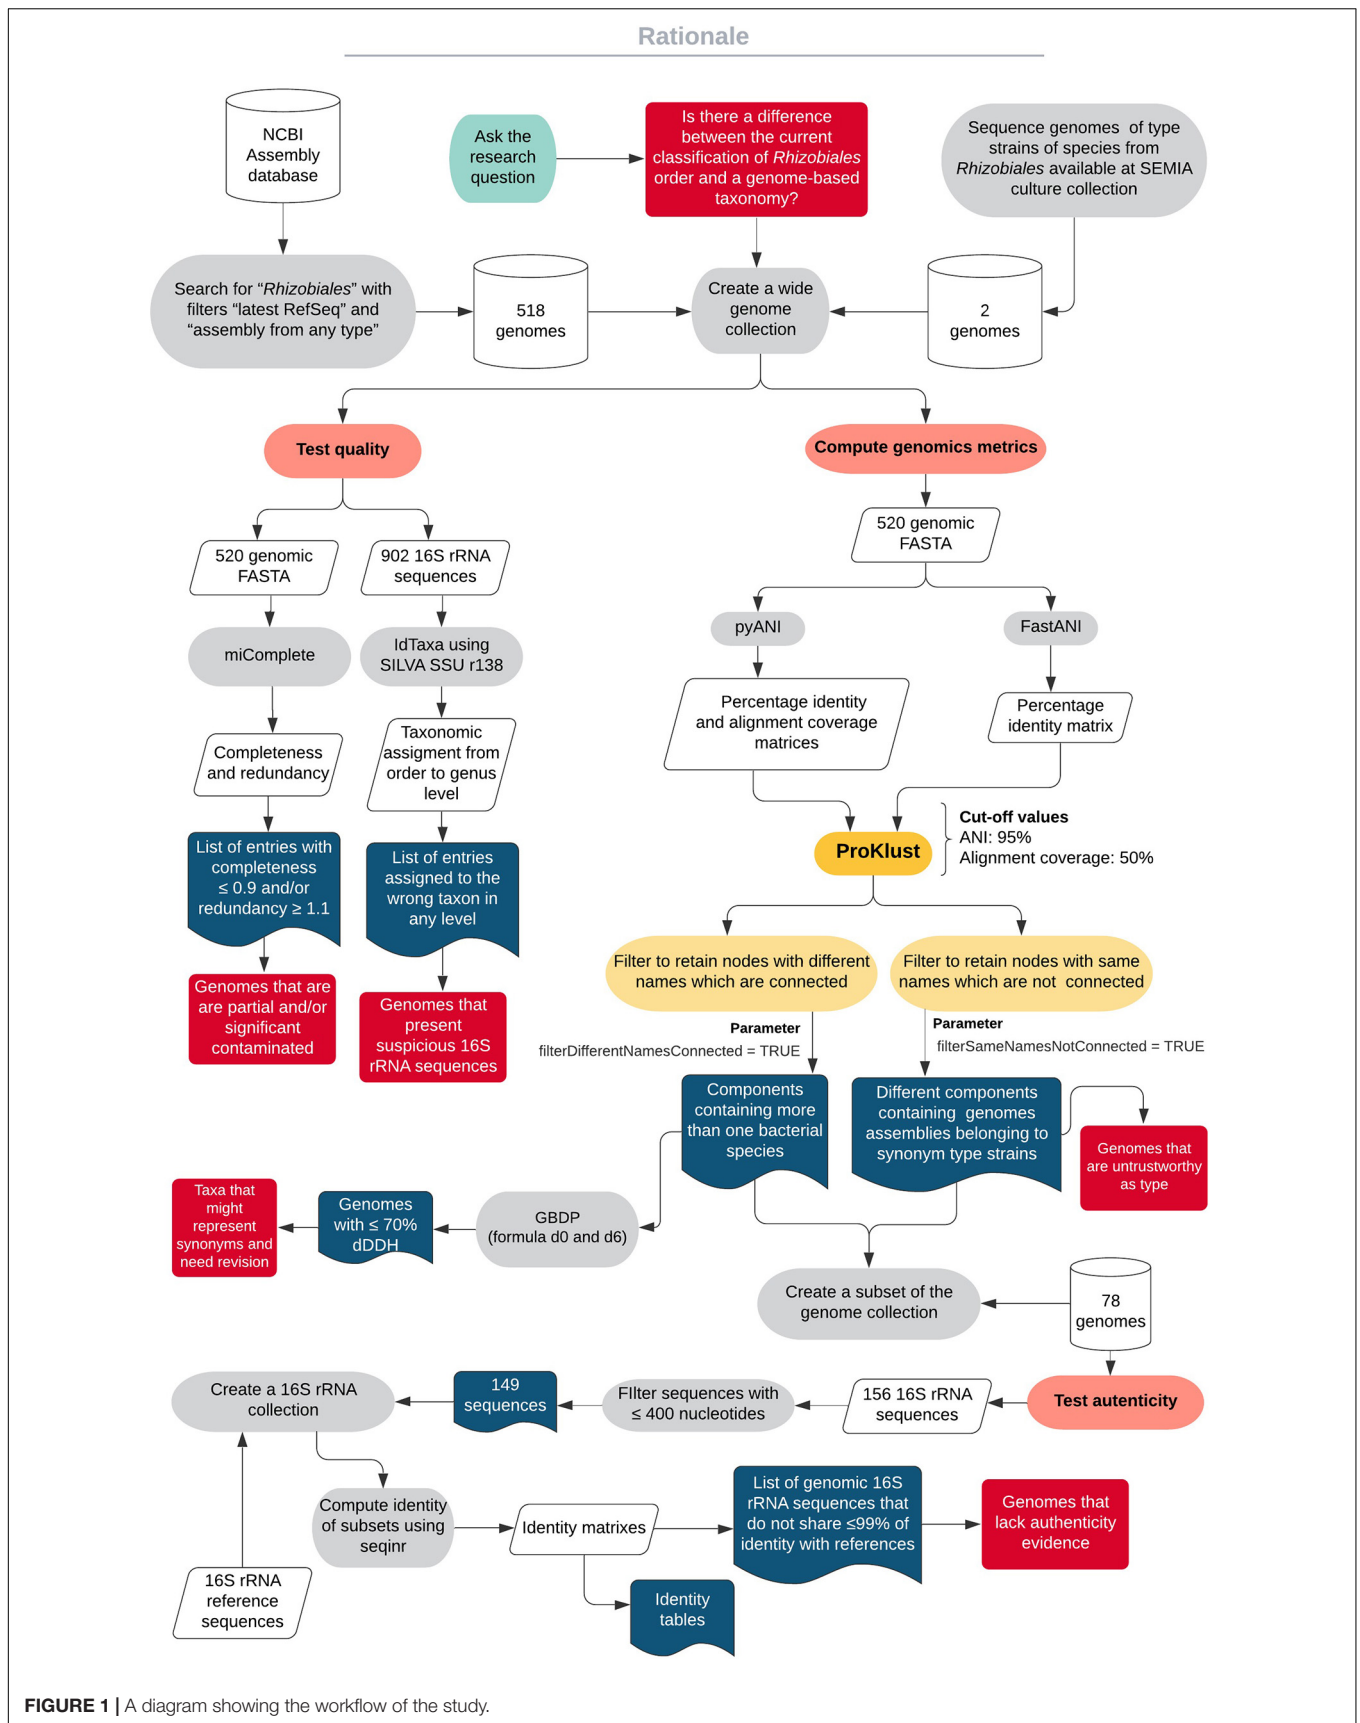 Rationale
NCBI
Assembly
database
Ask the
research
question
Is there a difference
between the current
classification of Rhizobiales
order and a genome-based
taxonomy?
Sequence genomes of type
strains of species from
Rhizobiales available at SEMIA
culture collection
Search for “Rhizobiales” with
filters “latest RefSeq” and
“assembly from any type”
518
genomes
Create a wide
genome
collection
2
genomes
Test quality
Compute genomics metrics
520 genomic
FASTA
902 16S rRNA
sequences
520 genomic
FASTA
miComplete
IdTaxa using
SILVA SSU r138
pyANI
FastANI
Completeness
and redundancy
Taxonomic
assigment from
order to genus
level
Percentage identity
and alignment coverage
matrices
Percentage
identity matrix
List of entries with
completeness
≤ 0.9 and/or
redundancy ≥ 1.1
List of entries
assigned to the
wrong taxon in
any level
ProKlust
Cut-off values
ANI: 95%
Alignment coverage: 50%
Genomes that are
are partial and/or
significant
contaminated
Genomes that
present
suspicious 16S
rRNA sequences
Filter to retain nodes with different
names which are connected
Filter to retain nodes with same
names which are not connected
Parameter
filterDifferentNamesConnected = TRUE
Parameter
filterSameNamesNotConnected = TRUE
Components
containing more
than one bacterial
species
Different components
containing genomes
assemblies belonging to
synonym type strains
Genomes that
are untrustworthy
as type
Taxa that
might
represent
synonyms and
need revision
Genomes
with ≤ 70%
dDDH
GBDP
(formula d0 and d6)
Create a subset of the
genome collection
78
genomes
Create a 16S rRNA
collection
149
sequences
FIlter sequences with
≤ 400 nucleotides
156 16S rRNA
sequences
Test autenticity
Compute identity
of subsets using
seqinr
Identity matrixes
List of genomic 16S
rRNA sequences that
do not share ≤99% of
identity with references
Genomes that
lack authenticity
evidence
16S rRNA
reference
sequences
Identity
tables
FIGURE 1 | A diagram showing the workflow of the study.